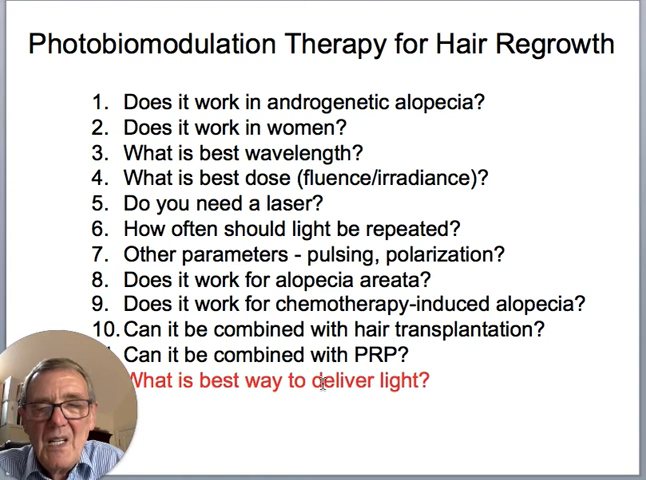 Photobiomodulation Therapy for Hair Regrowth
1. Does it work in androgenetic alopecia?
2. Does it work in women?
3. What is best wavelength?
4. What is best dose (fluence/irradiance)?
5. Do you need a laser?
6. How often should light be repeated?
7. Other parameters - pulsing, polarization?
8. Does it work for alopecia areata?
9. Does it work for chemotherapy-induced alopecia?
10. Can it be combined with hair transplantation?
Can it be combined with PRP?
What is best way to deliver light?